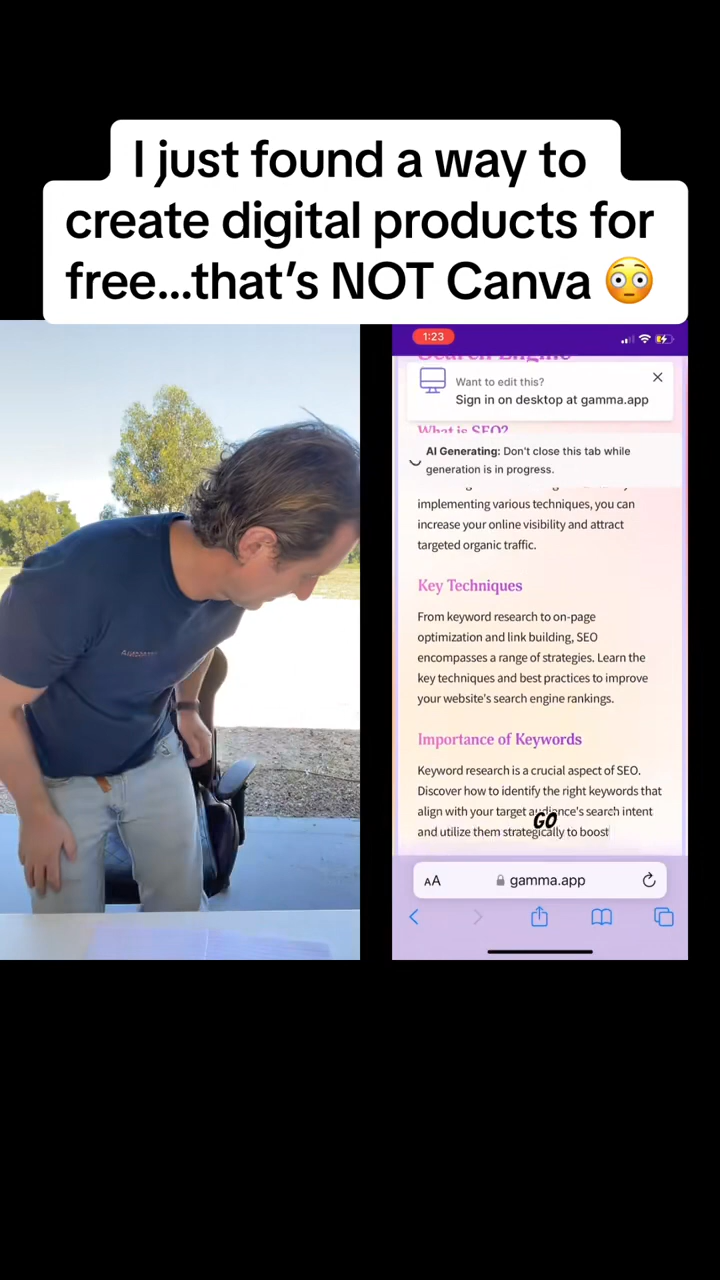 I just found a way to
create digital products for
free...that's NOT Canva 😳
1:23
Search Engine
Want to edit this?
Sign in on desktop at gamma.app
What is SEO?
AI Generating: Don't close this tab while
generation is in progress.
implementing various techniques, you can
increase your online visibility and attract
targeted organic traffic.
Key Techniques
From keyword research to on-page
optimization and link building, SEO
encompasses a range of strategies. Learn the
key techniques and best practices to improve
your website's search engine rankings.
Importance of Keywords
Keyword research is a crucial aspect of SEO.
Discover how to identify the right keywords that
align with your target audience's search intent
and utilize them strategically to boost
GO
AA
gamma.app